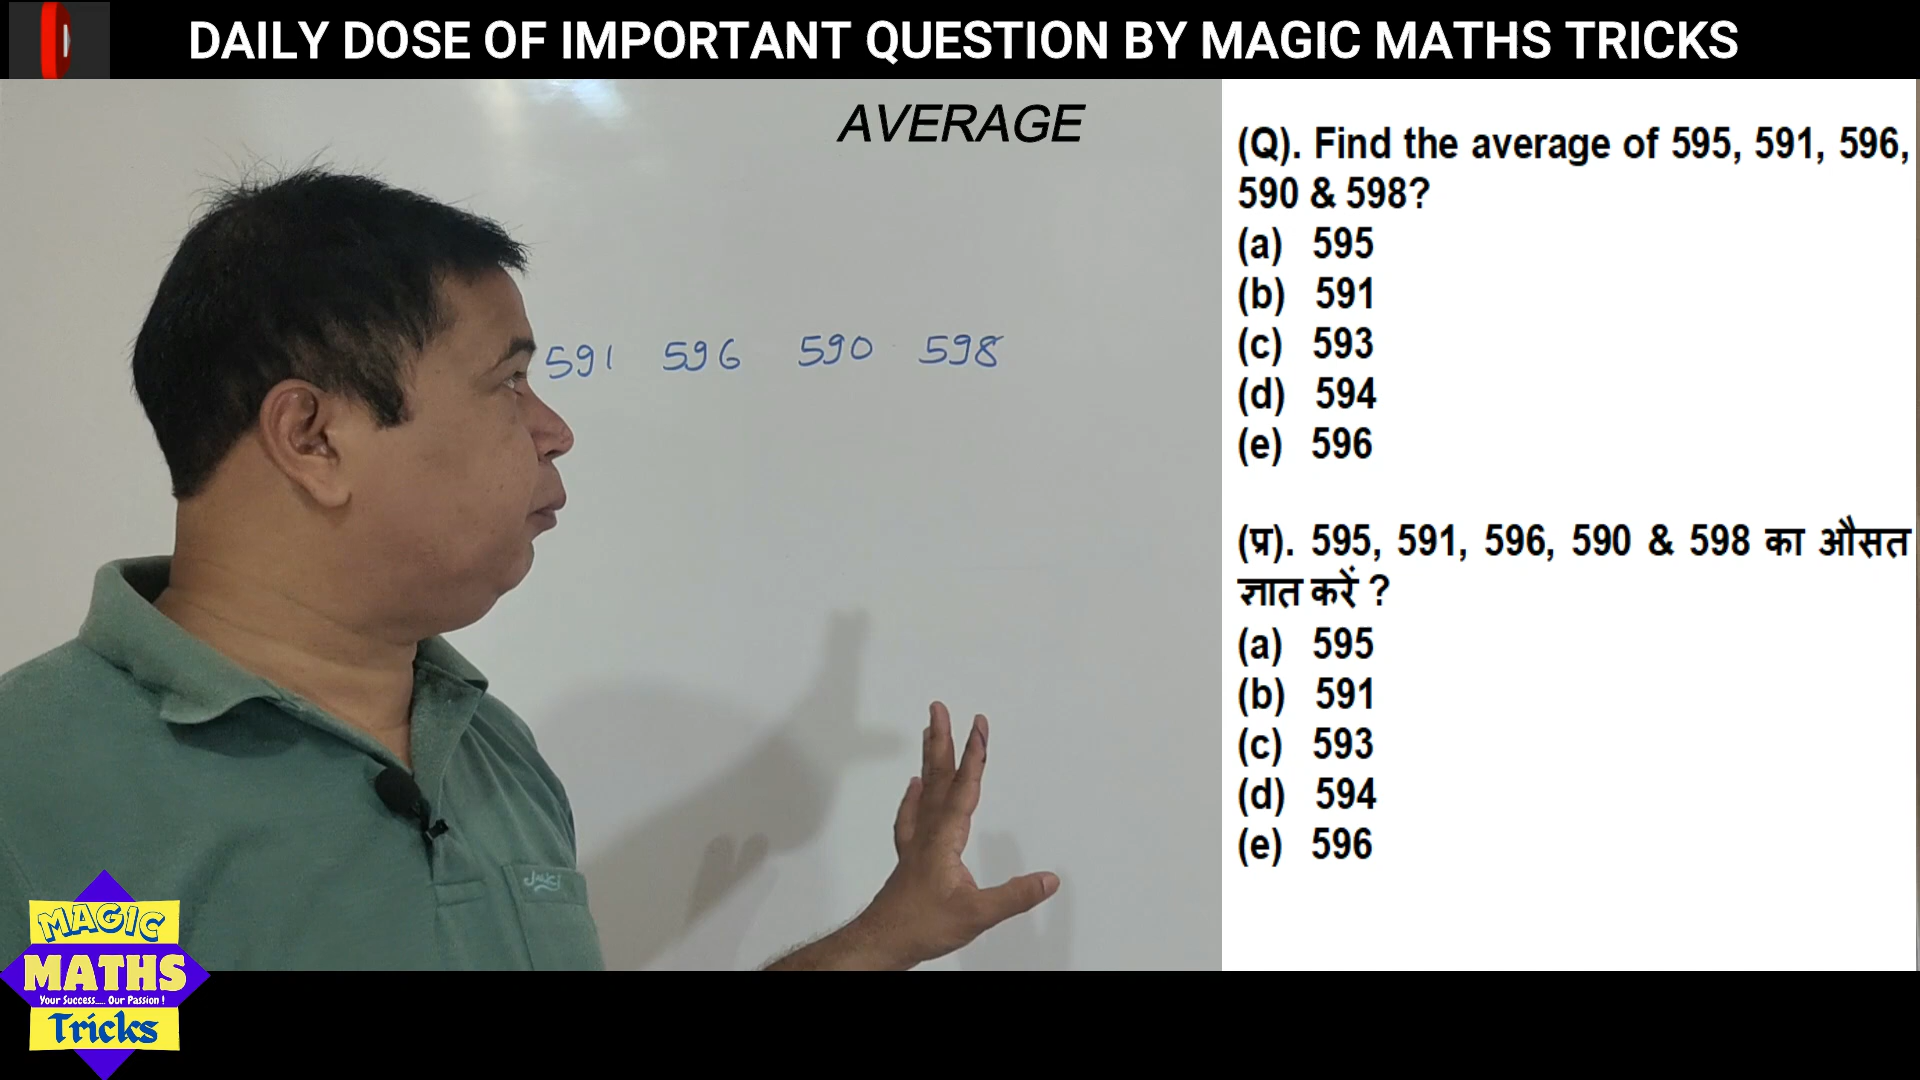 DAILY DOSE OF IMPORTANT QUESTION BY MAGIC MATHS TRICKS
AVERAGE
591 596 590 598
(Q). Find the average of 595, 591, 596,
590 & 598?
(a) 595
(b) 591
(c) 593
(d) 594
(e) 596
(प्र). 595, 591, 596, 590 & 598 का औसत
ज्ञात करें ?
(a) 595
(b) 591
(c) 593
(d) 594
(e) 596
MAGIC
MATHS
Your Success.... Our Passion !
Tricks